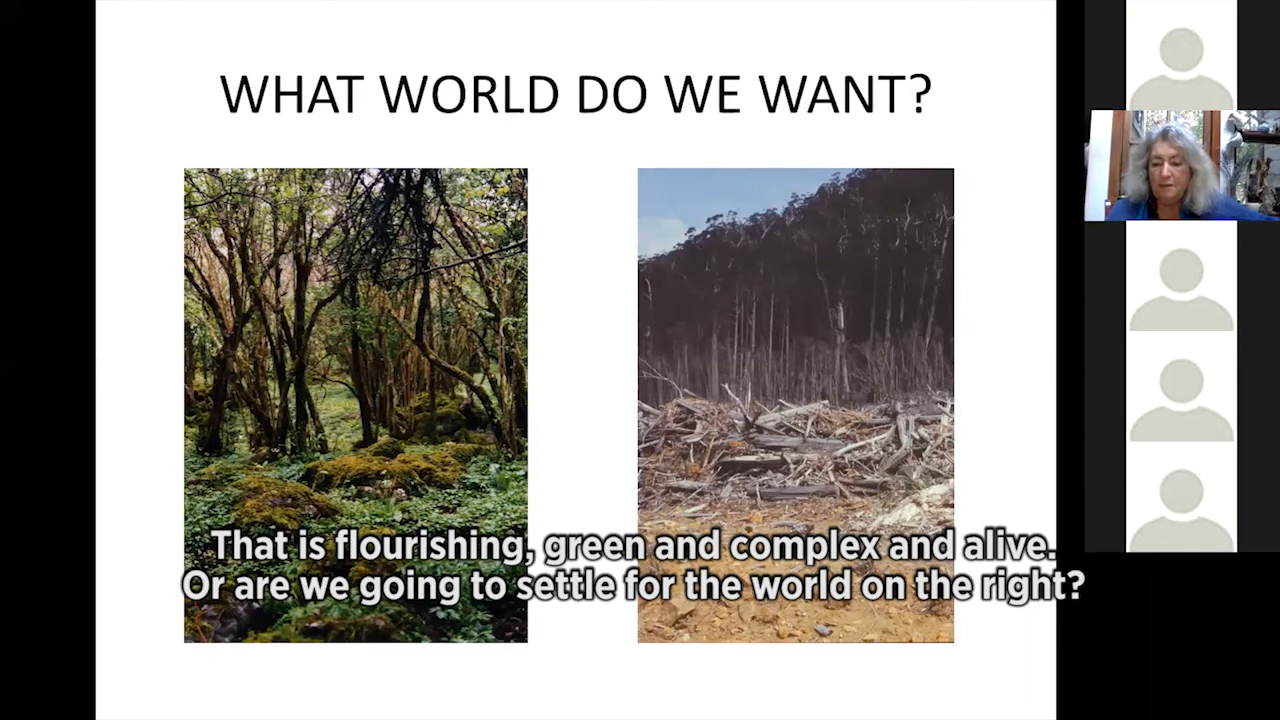 WHAT WORLD DO WE WANT?
That is flourishing, green and complex and alive.
Or are we going to settle for the world on the right?